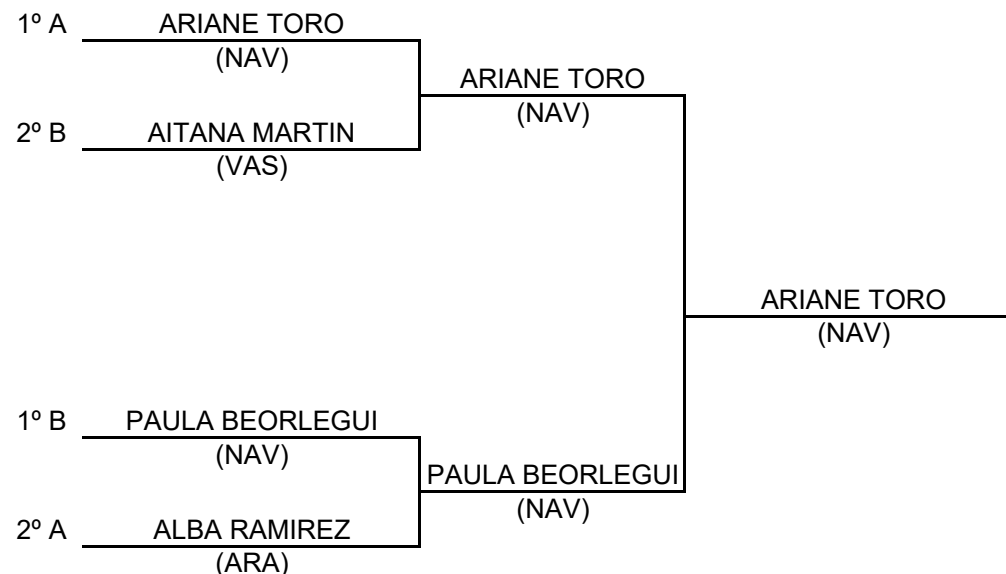 1º A ARIANE TORO
(NAV)
ARIANE TORO
(NAV)
2º B AITANA MARTIN
(VAS)
ARIANE TORO
(NAV)
1º B PAULA BEORLEGUI
(NAV)
PAULA BEORLEGUI
(NAV)
2º A ALBA RAMIREZ
(ARA)